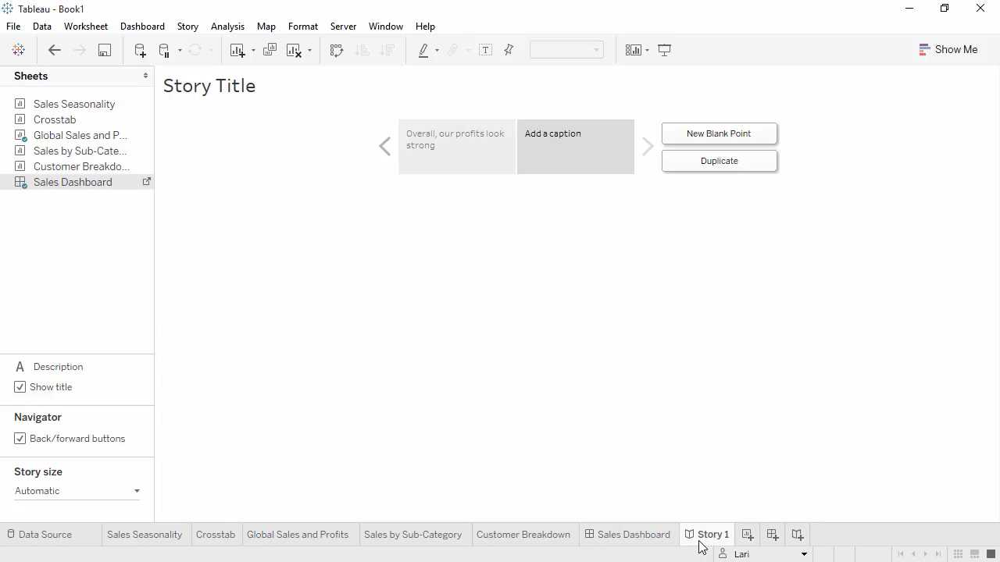 Tableau - Book1
File Data Worksheet Dashboard Story Analysis Map Format Server Window Help
Show Me
Sheets
Sales Seasonality
Crosstab
Global Sales and P...
Sales by Sub-Cate...
Customer Breakdo...
Sales Dashboard
Story Title
Overall, our profits look
strong
Add a caption
New Blank Point
Duplicate
A Description
Show title
Navigator
Back/forward buttons
Story size
Automatic
Data Source Sales Seasonality Crosstab Global Sales and Profits Sales by Sub-Category Customer Breakdown Sales Dashboard Story 1
Lari